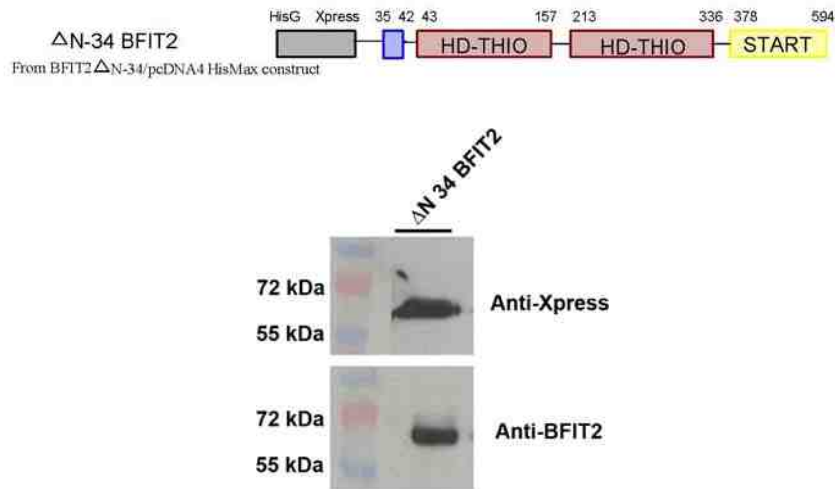 HisG Xpress 35 42 43 157 213 336 378 594
ΔN-34 BFIT2 HD-THIO HD-THIO START
From BFIT2 ΔN-34/pcDNA4 HisMax construct
ΔN 34 BFIT2
72 kDa
Anti-Xpress
55 kDa
72 kDa
Anti-BFIT2
55 kDa